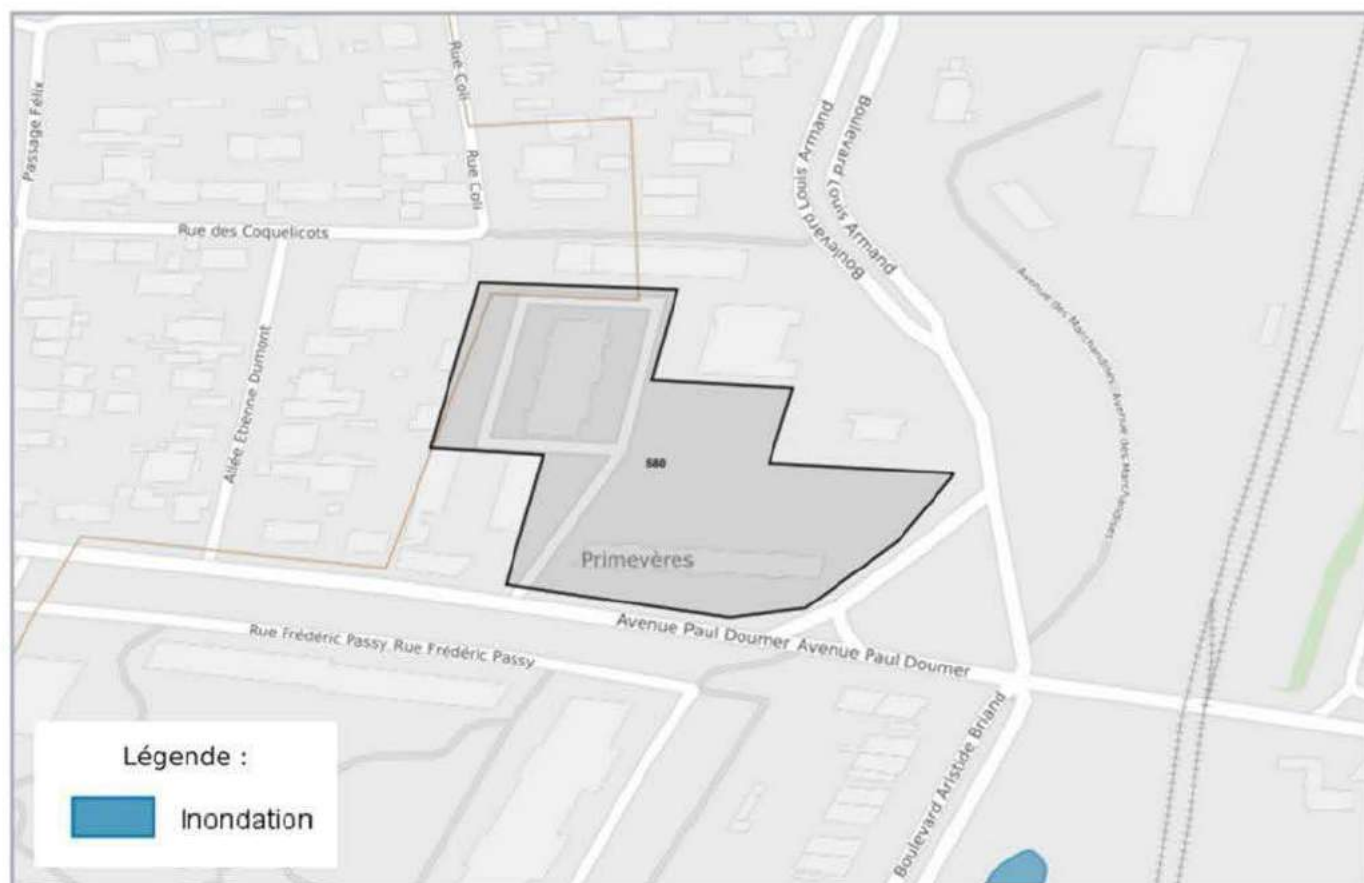 Passage Félix
Rue Coli
Rue Coli
Boulevard Louis Armand
Boulevard Louis Armand
Rue des Coquelicots
Avenue des Marchandises
Avenue des Marchandises
Allée Etienne Dumont
580
Primevères
Avenue Paul Doumer Avenue Paul Doumer
Rue Frédéric Passy Rue Frédéric Passy
Boulevard Aristide Briand
Légende :
Inondation